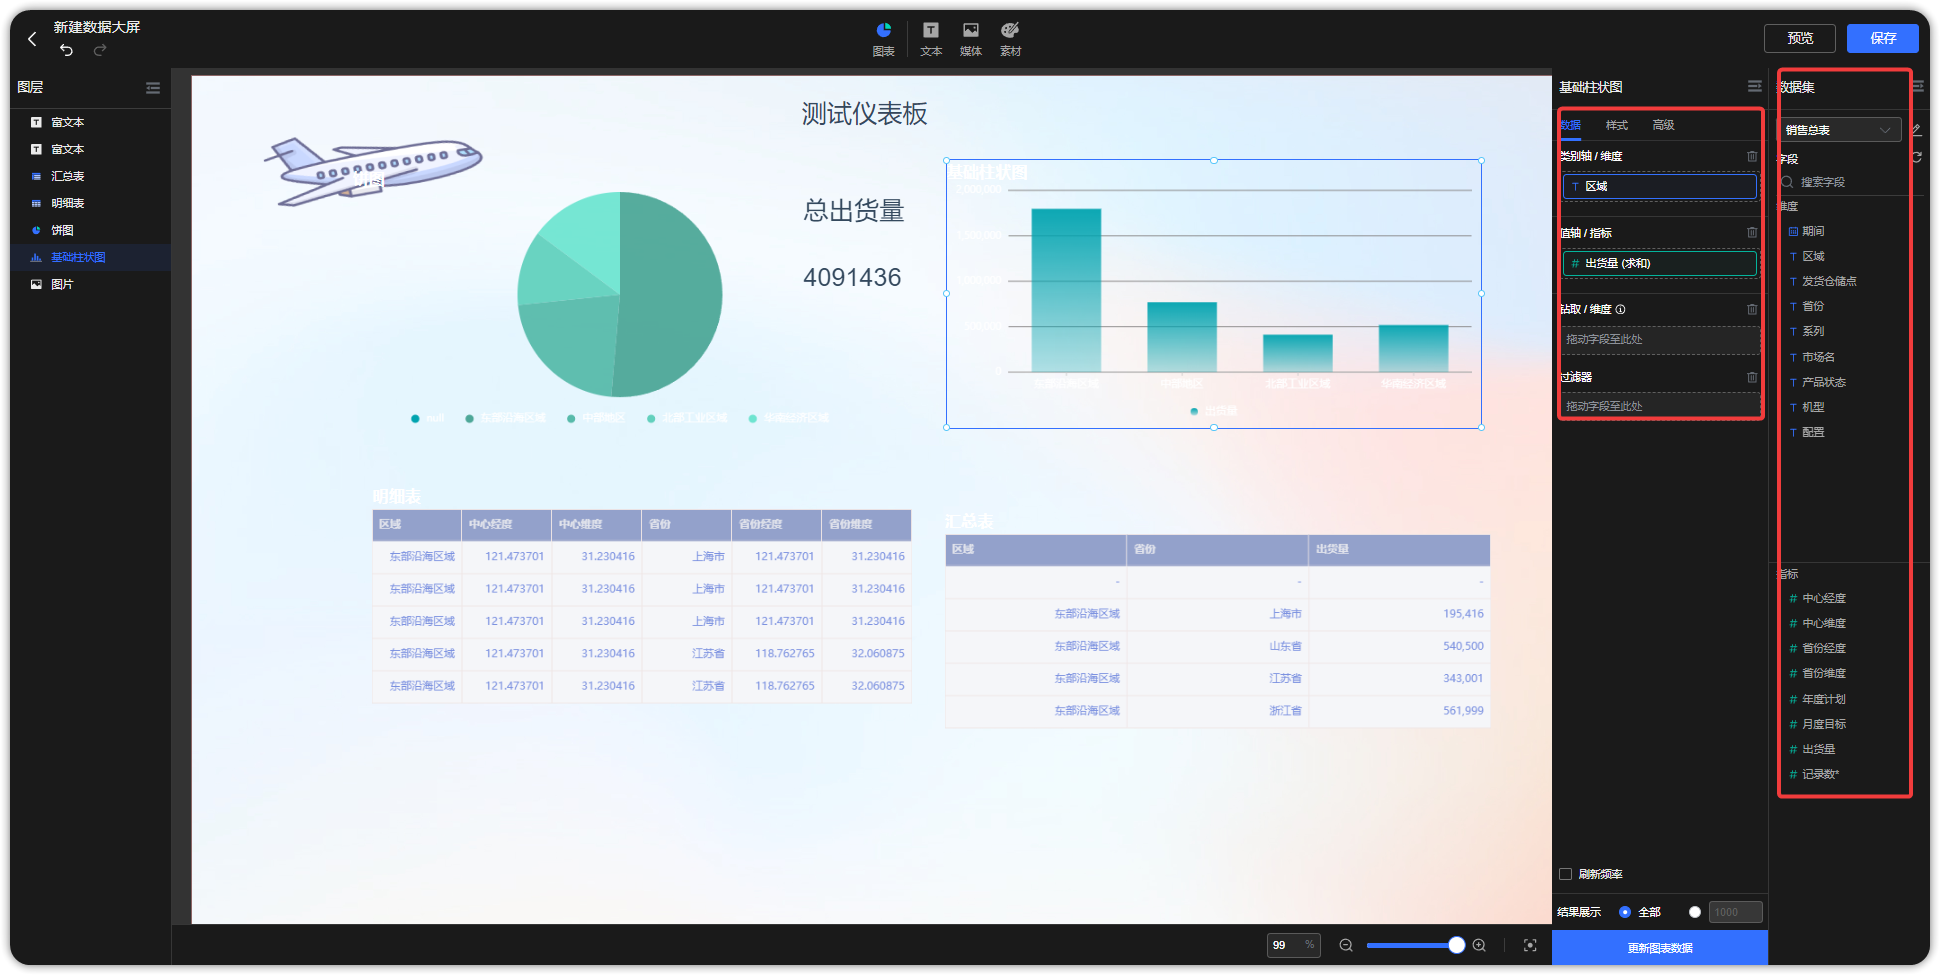 新建数据大屏
图表
文本
媒体
素材
预览
保存
图层
富文本
富文本
汇总表
明细表
饼图
基础柱状图
图片
测试仪表板
饼图
总出货量
4091436
null
东部沿海区域
中部地区
北部工业区域
华南经济区域
基础柱状图
2,000,000
1,500,000
1,000,000
500,000
0
东部沿海区域
中部地区
北部工业区域
华南经济区域
出货量
明细表
区域 中心经度 中心维度 省份 省份经度 省份维度
东部沿海区域 121.473701 31.230416 上海市 121.473701 31.230416
东部沿海区域 121.473701 31.230416 上海市 121.473701 31.230416
东部沿海区域 121.473701 31.230416 上海市 121.473701 31.230416
东部沿海区域 121.473701 31.230416 江苏省 118.762765 32.060875
东部沿海区域 121.473701 31.230416 江苏省 118.762765 32.060875
汇总表
区域 省份 出货量
- - -
东部沿海区域 上海市 195,416
东部沿海区域 山东省 540,500
东部沿海区域 江苏省 343,001
东部沿海区域 浙江省 561,999
99 %
基础柱状图
数据 样式 高级
类别轴 / 维度
T 区域
值轴 / 指标
# 出货量 (求和)
钻取 / 维度
拖动字段至此处
过滤器
拖动字段至此处
刷新频率
结果展示 全部 1000
更新图表数据
数据集
销售总表
字段
搜索字段
维度
期间
T 区域
T 发货仓储点
T 省份
T 系列
T 市场名
T 产品状态
T 机型
T 配置
指标
# 中心经度
# 中心维度
# 省份经度
# 省份维度
# 年度计划
# 月度目标
# 出货量
# 记录数*